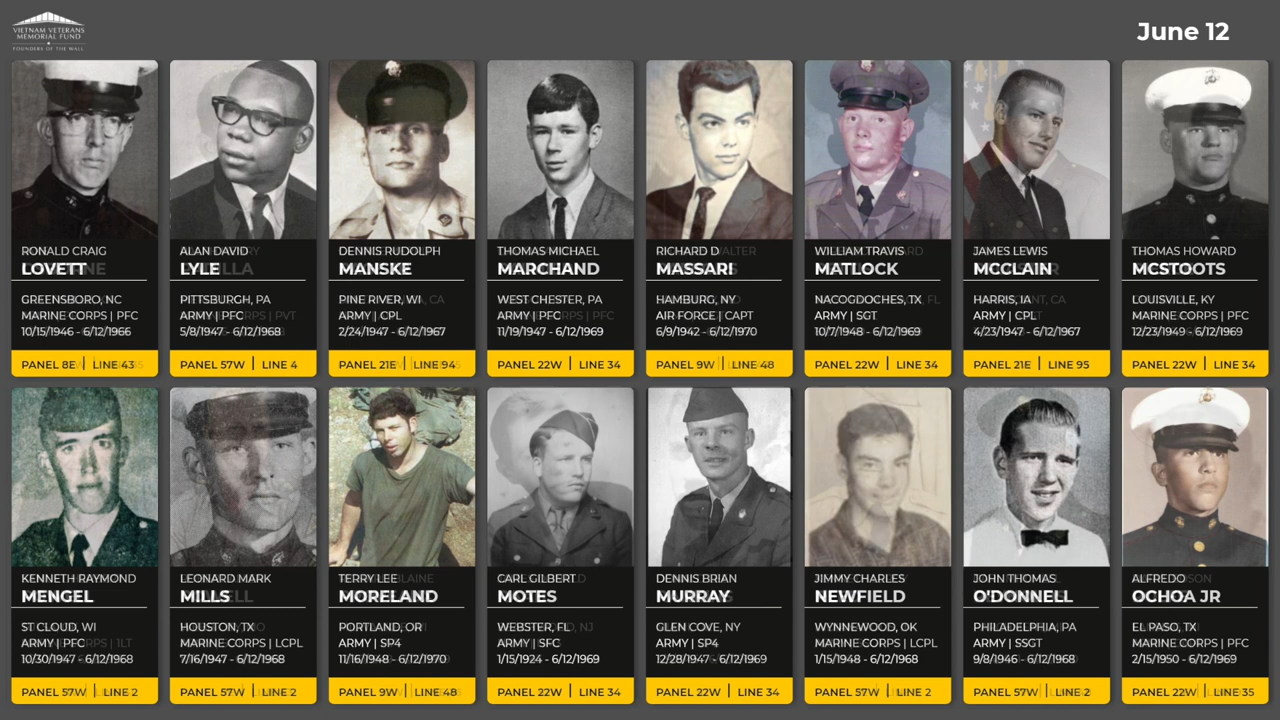 VIETNAM VETERANS
MEMORIAL FUND
FOUNDERS OF THE WALL
June 12
RONALD CRAIG
LOVETT
GREENSBORO, NC
MARINE CORPS | PFC
10/15/1946 - 6/12/1966
PANEL 8E | LINE 43
ALAN DAVID
LYLE
PITTSBURGH, PA
ARMY | PFC
5/8/1947 - 6/12/1968
PANEL 57W | LINE 4
DENNIS RUDOLPH
MANSKE
PINE RIVER, WI
ARMY | CPL
2/24/1947 - 6/12/1967
PANEL 21E | LINE 94
THOMAS MICHAEL
MARCHAND
WEST CHESTER, PA
ARMY | PFC
11/19/1947 - 6/12/1969
PANEL 22W | LINE 34
RICHARD D
MASSARI
HAMBURG, NY
AIR FORCE | CAPT
6/9/1942 - 6/12/1970
PANEL 9W | LINE 48
WILLIAM TRAVIS
MATLOCK
NACOGDOCHES, TX
ARMY | SGT
10/7/1948 - 6/12/1969
PANEL 22W | LINE 34
JAMES LEWIS
MCCLAIN
HARRIS, IA
ARMY | CPL
4/23/1947 - 6/12/1967
PANEL 21E | LINE 95
THOMAS HOWARD
MCSTOOTS
LOUISVILLE, KY
MARINE CORPS | PFC
12/23/1949 - 6/12/1969
PANEL 22W | LINE 34
KENNETH RAYMOND
MENGEL
ST CLOUD, WI
ARMY | PFC
10/30/1947 - 6/12/1968
PANEL 57W | LINE 2
LEONARD MARK
MILLS
HOUSTON, TX
MARINE CORPS | LCPL
7/16/1947 - 6/12/1968
PANEL 57W | LINE 2
TERRY LEE
MORELAND
PORTLAND, OR
ARMY | SP4
11/16/1948 - 6/12/1970
PANEL 9W | LINE 48
CARL GILBERT
MOTES
WEBSTER, FL
ARMY | SFC
1/15/1924 - 6/12/1969
PANEL 22W | LINE 34
DENNIS BRIAN
MURRAY
GLEN COVE, NY
ARMY | SP4
12/28/1947 - 6/12/1969
PANEL 22W | LINE 34
JIMMY CHARLES
NEWFIELD
WYNNEWOOD, OK
MARINE CORPS | LCPL
1/15/1948 - 6/12/1968
PANEL 57W | LINE 2
JOHN THOMAS
O'DONNELL
PHILADELPHIA, PA
ARMY | SSGT
9/8/1946 - 6/12/1968
PANEL 57W | LINE 2
ALFREDO
OCHOA JR
EL PASO, TX
MARINE CORPS | PFC
2/15/1950 - 6/12/1969
PANEL 22W | LINE 35